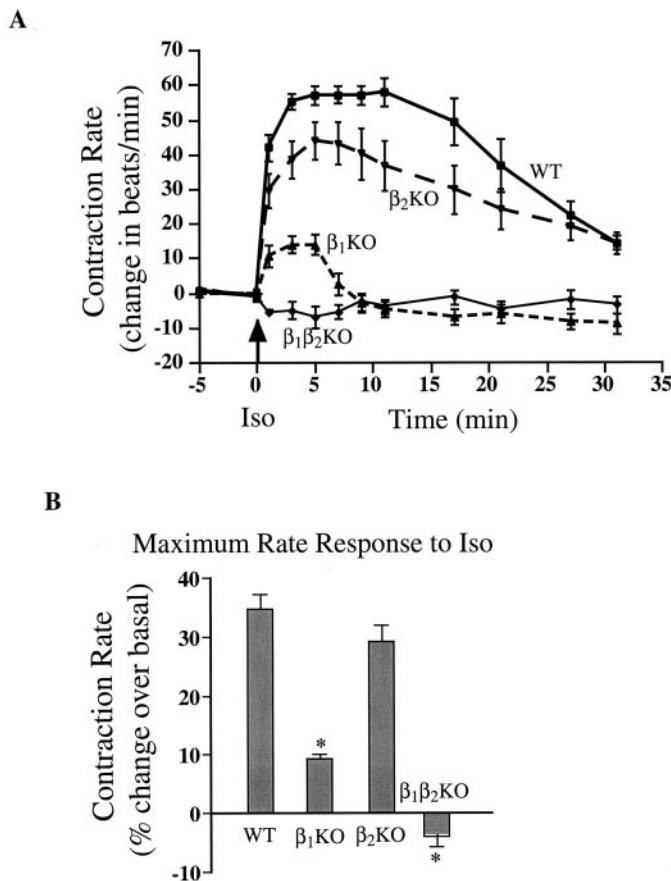 A
Contraction Rate
(change in beats/min)
70
60
50
40
30
20
10
0
-10
-20
WT
β₂KO
β₁KO
β₁β₂KO
-5 0 5 10 15 20 25 30 35
Iso Time (min)
B
Maximum Rate Response to Iso
Contraction Rate
(% change over basal)
40
30
20
10
0
-10
*
β₁β₂KO
WT β₁KO β₂KO
*